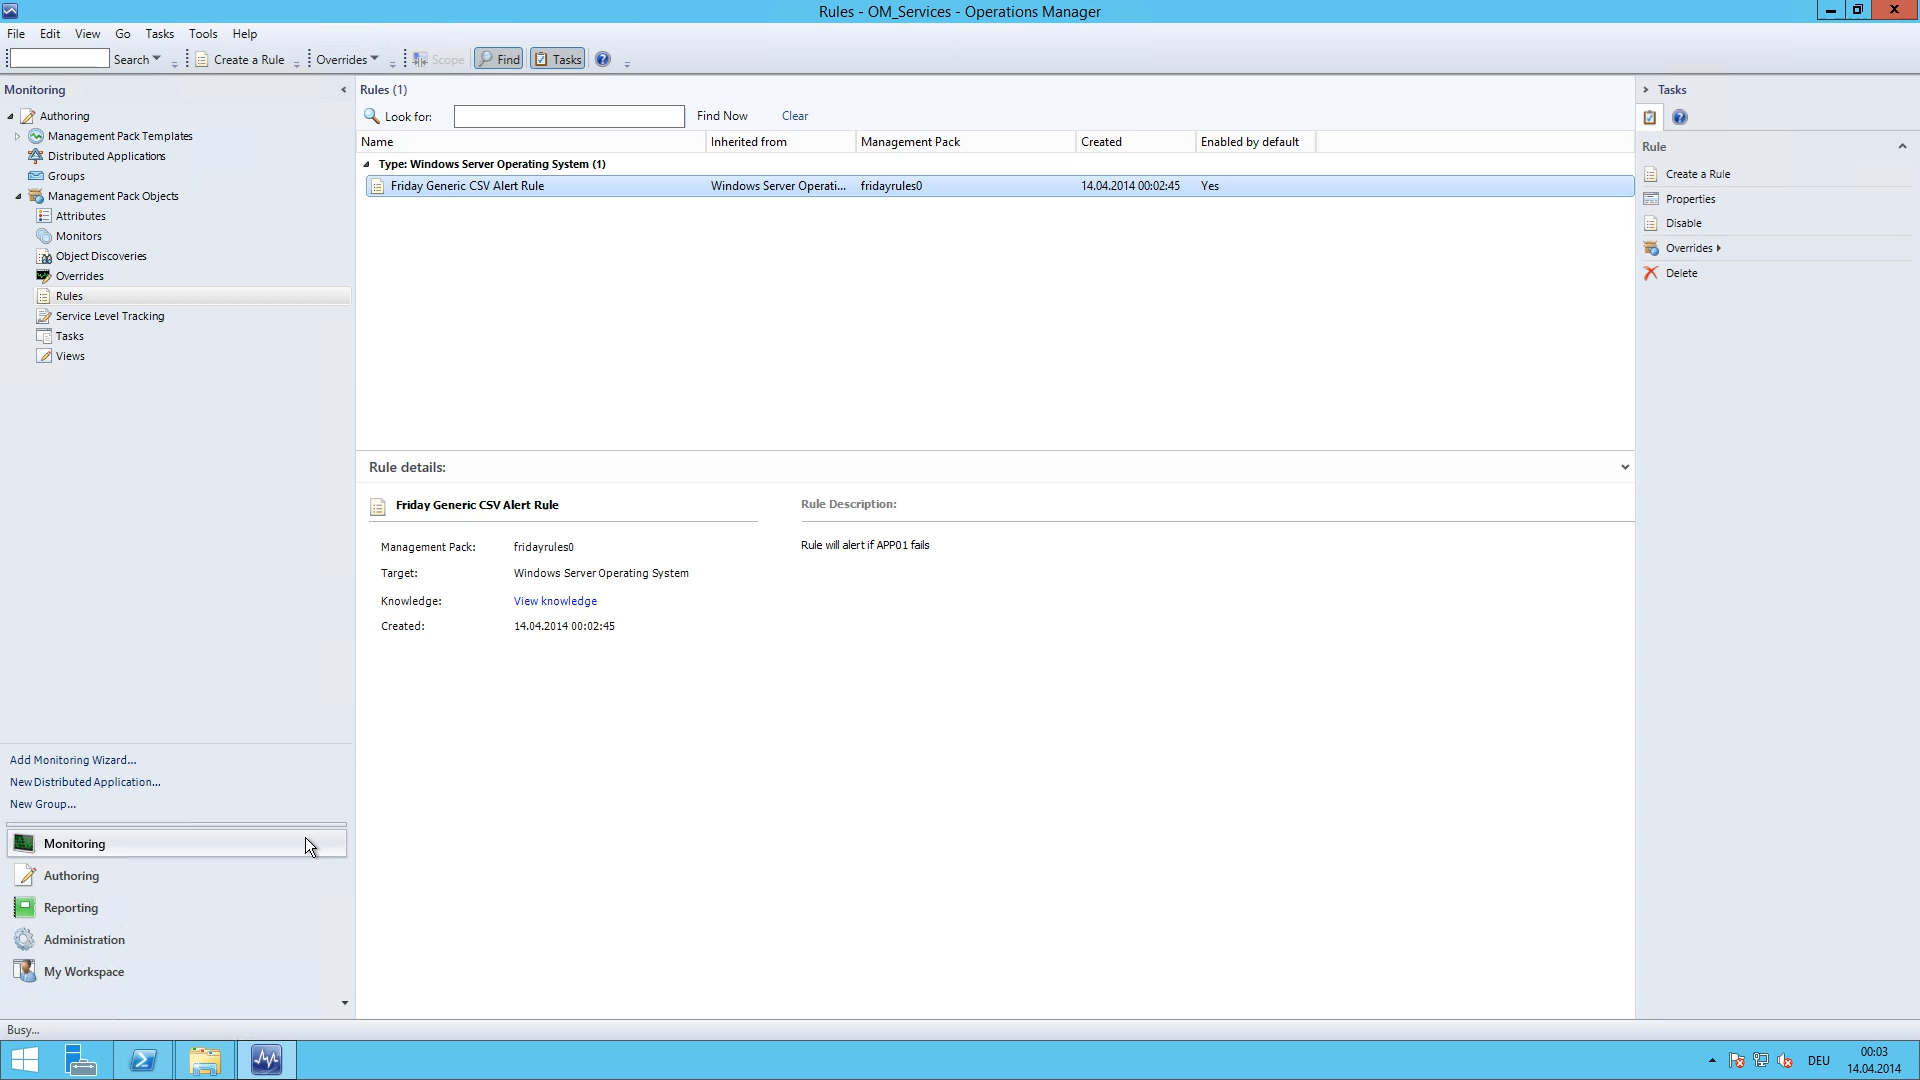 Rules - OM_Services - Operations Manager
File Edit View Go Tasks Tools Help
Search Create a Rule Overrides Scope Find Tasks
Monitoring
Authoring
Management Pack Templates
Distributed Applications
Groups
Management Pack Objects
Attributes
Monitors
Object Discoveries
Overrides
Rules
Service Level Tracking
Tasks
Views
Add Monitoring Wizard...
New Distributed Application...
New Group...
Monitoring
Authoring
Reporting
Administration
My Workspace
Rules (1)
Look for: Find Now Clear
Name Inherited from Management Pack Created Enabled by default
Type: Windows Server Operating System (1)
Friday Generic CSV Alert Rule Windows Server Operati... fridayrules0 14.04.2014 00:02:45 Yes
Rule details:
Friday Generic CSV Alert Rule
Management Pack: fridayrules0
Target: Windows Server Operating System
Knowledge: View knowledge
Created: 14.04.2014 00:02:45
Rule Description:
Rule will alert if APP01 fails
Tasks
Rule
Create a Rule
Properties
Disable
Overrides
Delete
Busy...
DEU
00:03
14.04.2014